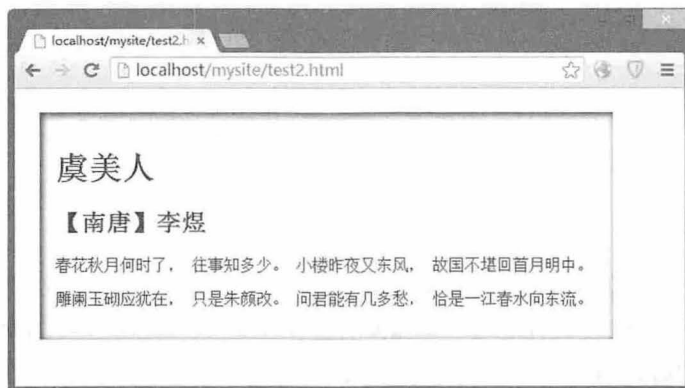 localhost/mysite/test2.h
localhost/mysite/test2.html
虞美人
【南唐】李煜
春花秋月何时了， 往事知多少。 小楼昨夜又东风， 故国不堪回首月明中。
雕阑玉砌应犹在， 只是朱颜改。 问君能有几多愁， 恰是一江春水向东流。